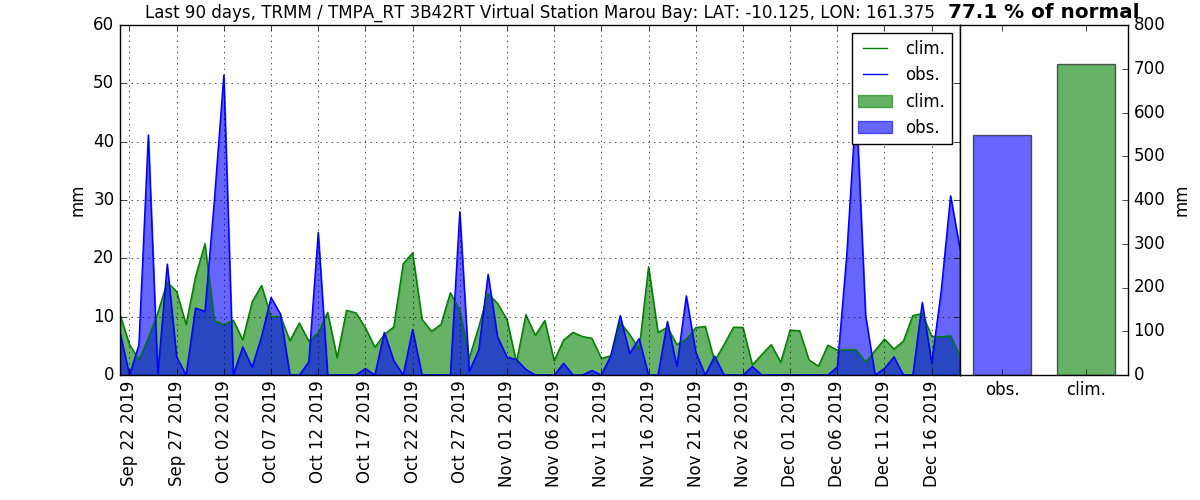 Last 90 days, TRMM / TMPA_RT 3B42RT Virtual Station Marou Bay: LAT: -10.125, LON: 161.375 77.1 % of normal
60
50
40
30
20
10
0
mm
clim.
obs.
clim.
obs.
800
700
600
500
400
300
200
100
0
mm
Sep 22 2019
Sep 27 2019
Oct 02 2019
Oct 07 2019
Oct 12 2019
Oct 17 2019
Oct 22 2019
Oct 27 2019
Nov 01 2019
Nov 06 2019
Nov 11 2019
Nov 16 2019
Nov 21 2019
Nov 26 2019
Dec 01 2019
Dec 06 2019
Dec 11 2019
Dec 16 2019
obs.
clim.